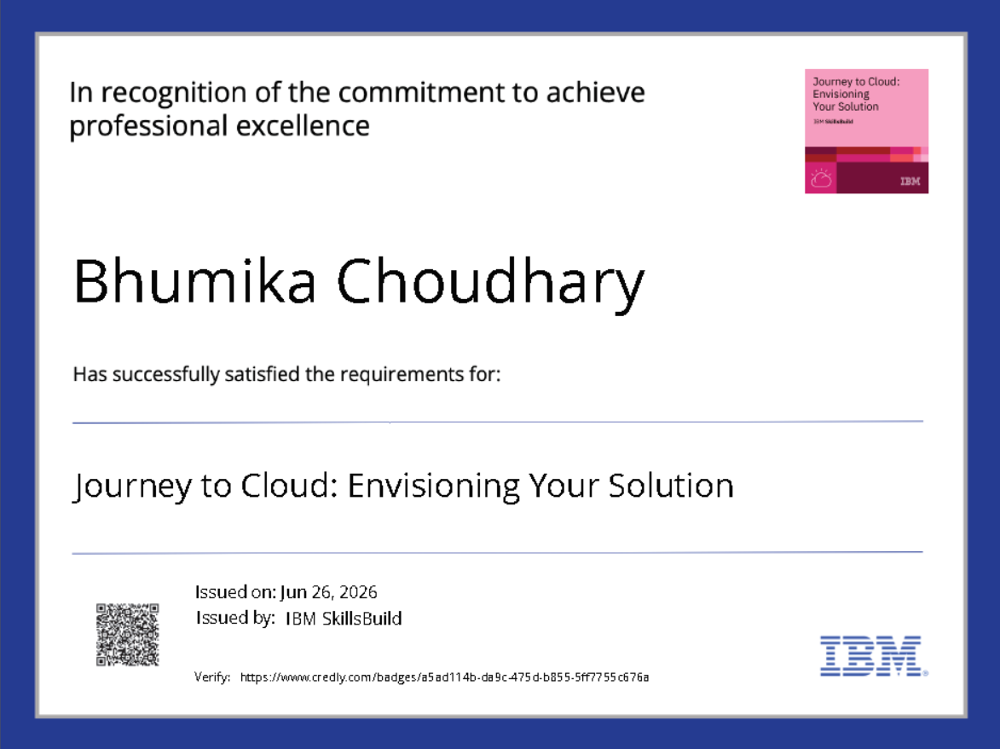 In recognition of the commitment to achieve
professional excellence
Journey to Cloud:
Envisioning
Your Solution
IBM SkillsBuild
IBM
Bhumika Choudhary
Has successfully satisfied the requirements for:
Journey to Cloud: Envisioning Your Solution
Issued on: Jun 26, 2026
Issued by: IBM SkillsBuild
Verify: https://www.credly.com/badges/a5ad114b-da9c-475d-b855-5ff7755c676a
IBM®